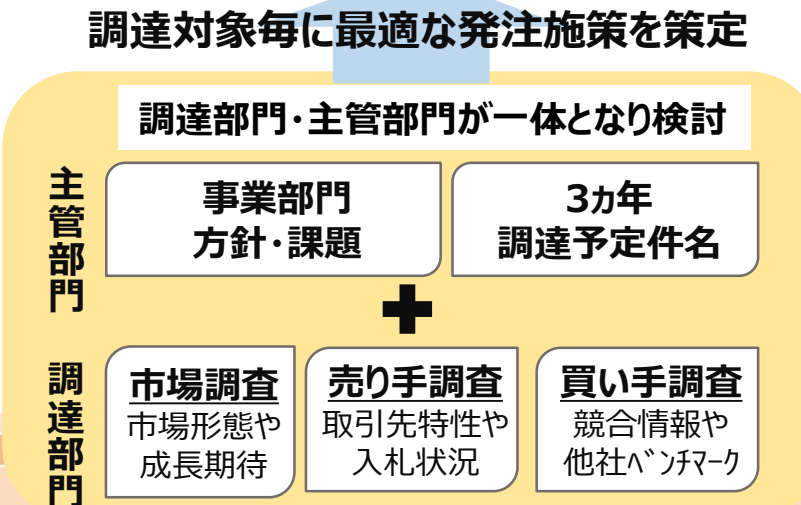 調達対象毎に最適な発注施策を策定
調達部門・主管部門が一体となり検討
主管部門
事業部門
方針・課題
3ヵ年
調達予定件名
調達部門
市場調査
市場形態や
成長期待
売り手調査
取引先特性や
入札状況
買い手調査
競合情報や
他社ﾍﾞﾝﾁﾏｰｸ